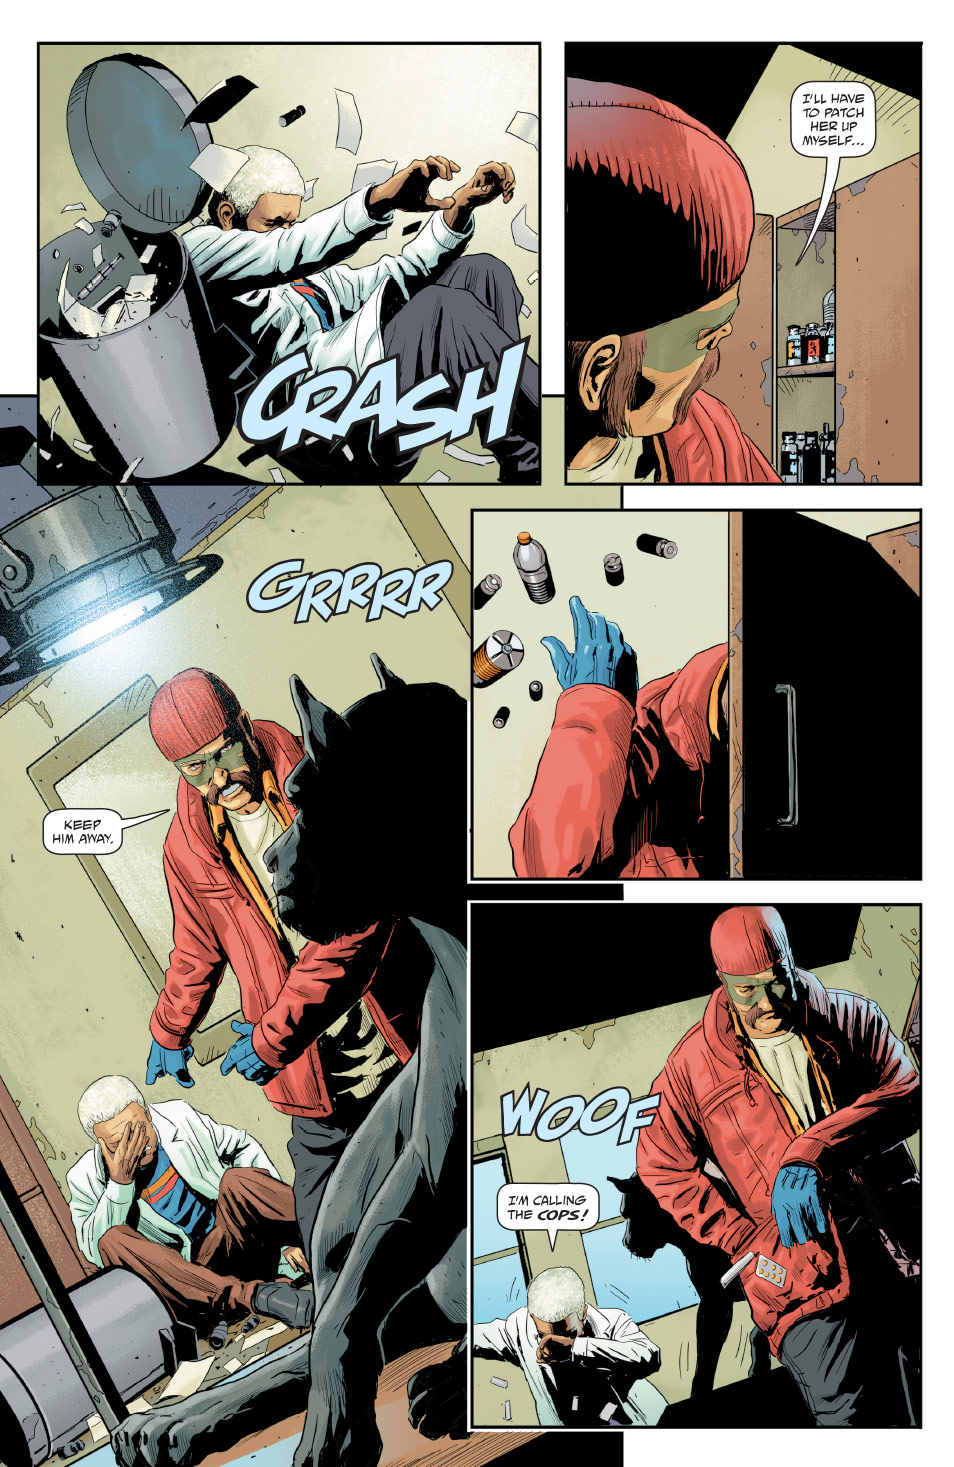 CRASH
I'LL HAVE
TO PATCH
HER UP
MYSELF...
GRRRR
KEEP
HIM AWAY.
WOOF
I'M CALLING
THE COPS!